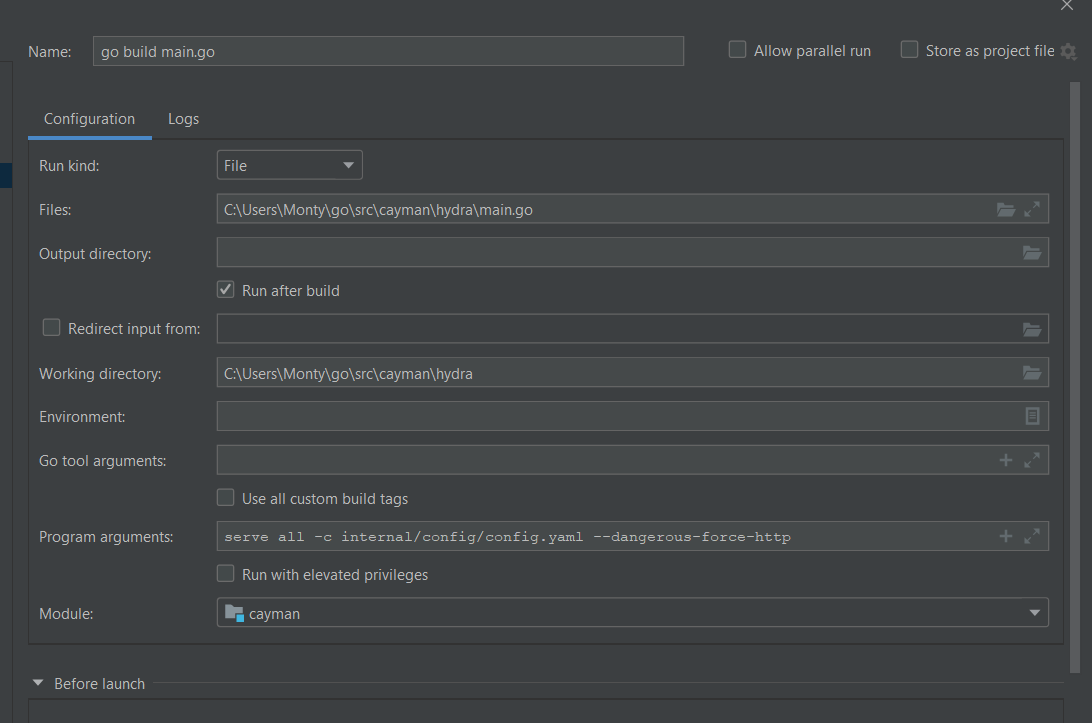 Name: go build main.go Allow parallel run Store as project file
Configuration Logs
Run kind: File
Files: C:\Users\Monty\go\src\cayman\hydra\main.go
Output directory:
Run after build
Redirect input from:
Working directory: C:\Users\Monty\go\src\cayman\hydra
Environment:
Go tool arguments:
Use all custom build tags
Program arguments: serve all -c internal/config/config.yaml --dangerous-force-http
Run with elevated privileges
Module: cayman
Before launch